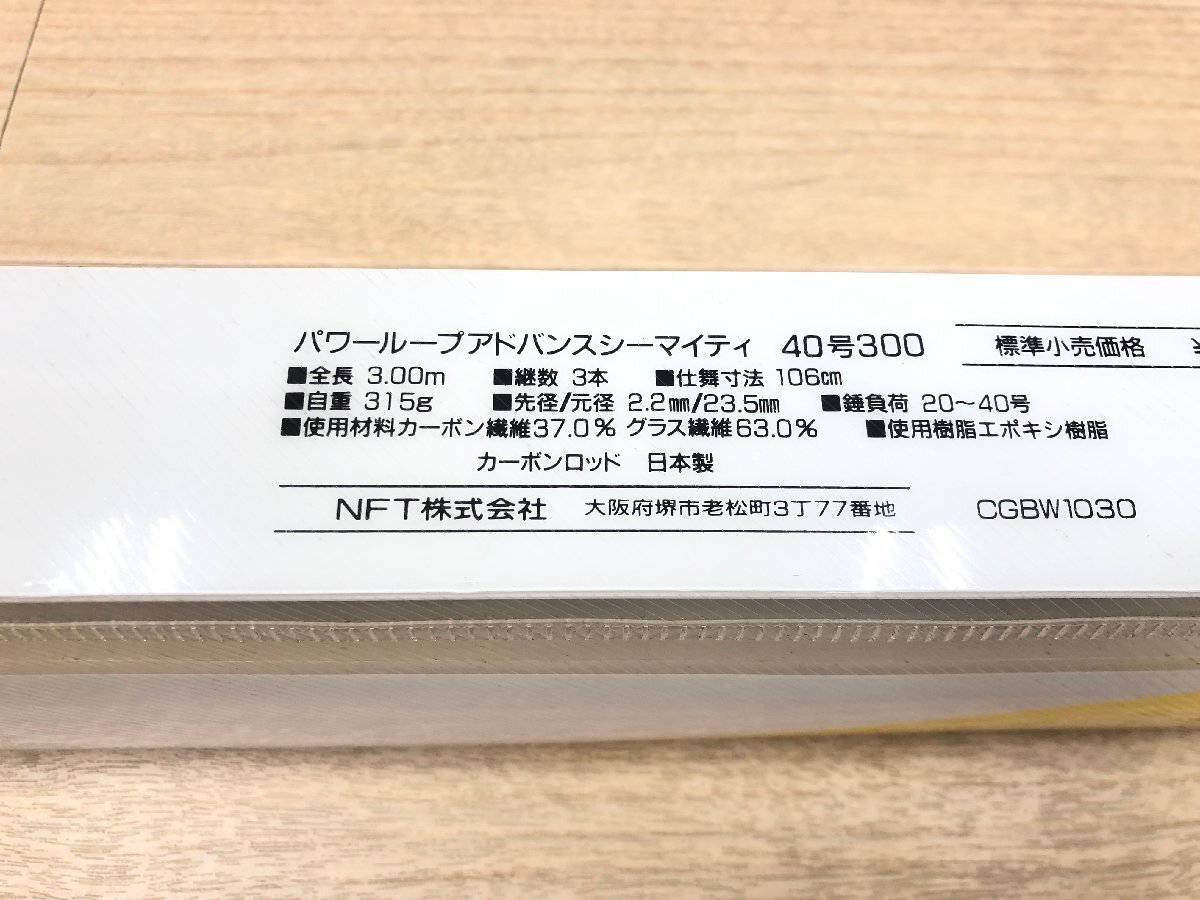 パワーループアドバンスシーマイティ 40号300
標準小売価格 ¥
■全長 3.00m ■継数 3本 ■仕舞寸法 106cm
■自重 315g ■先径/元径 2.2mm/23.5mm ■錘負荷 20～40号
■使用材料カーボン繊維37.0% グラス繊維63.0% ■使用樹脂エポキシ樹脂
カーボンロッド 日本製
NFT株式会社 大阪府堺市老松町3丁77番地 CGBW1030